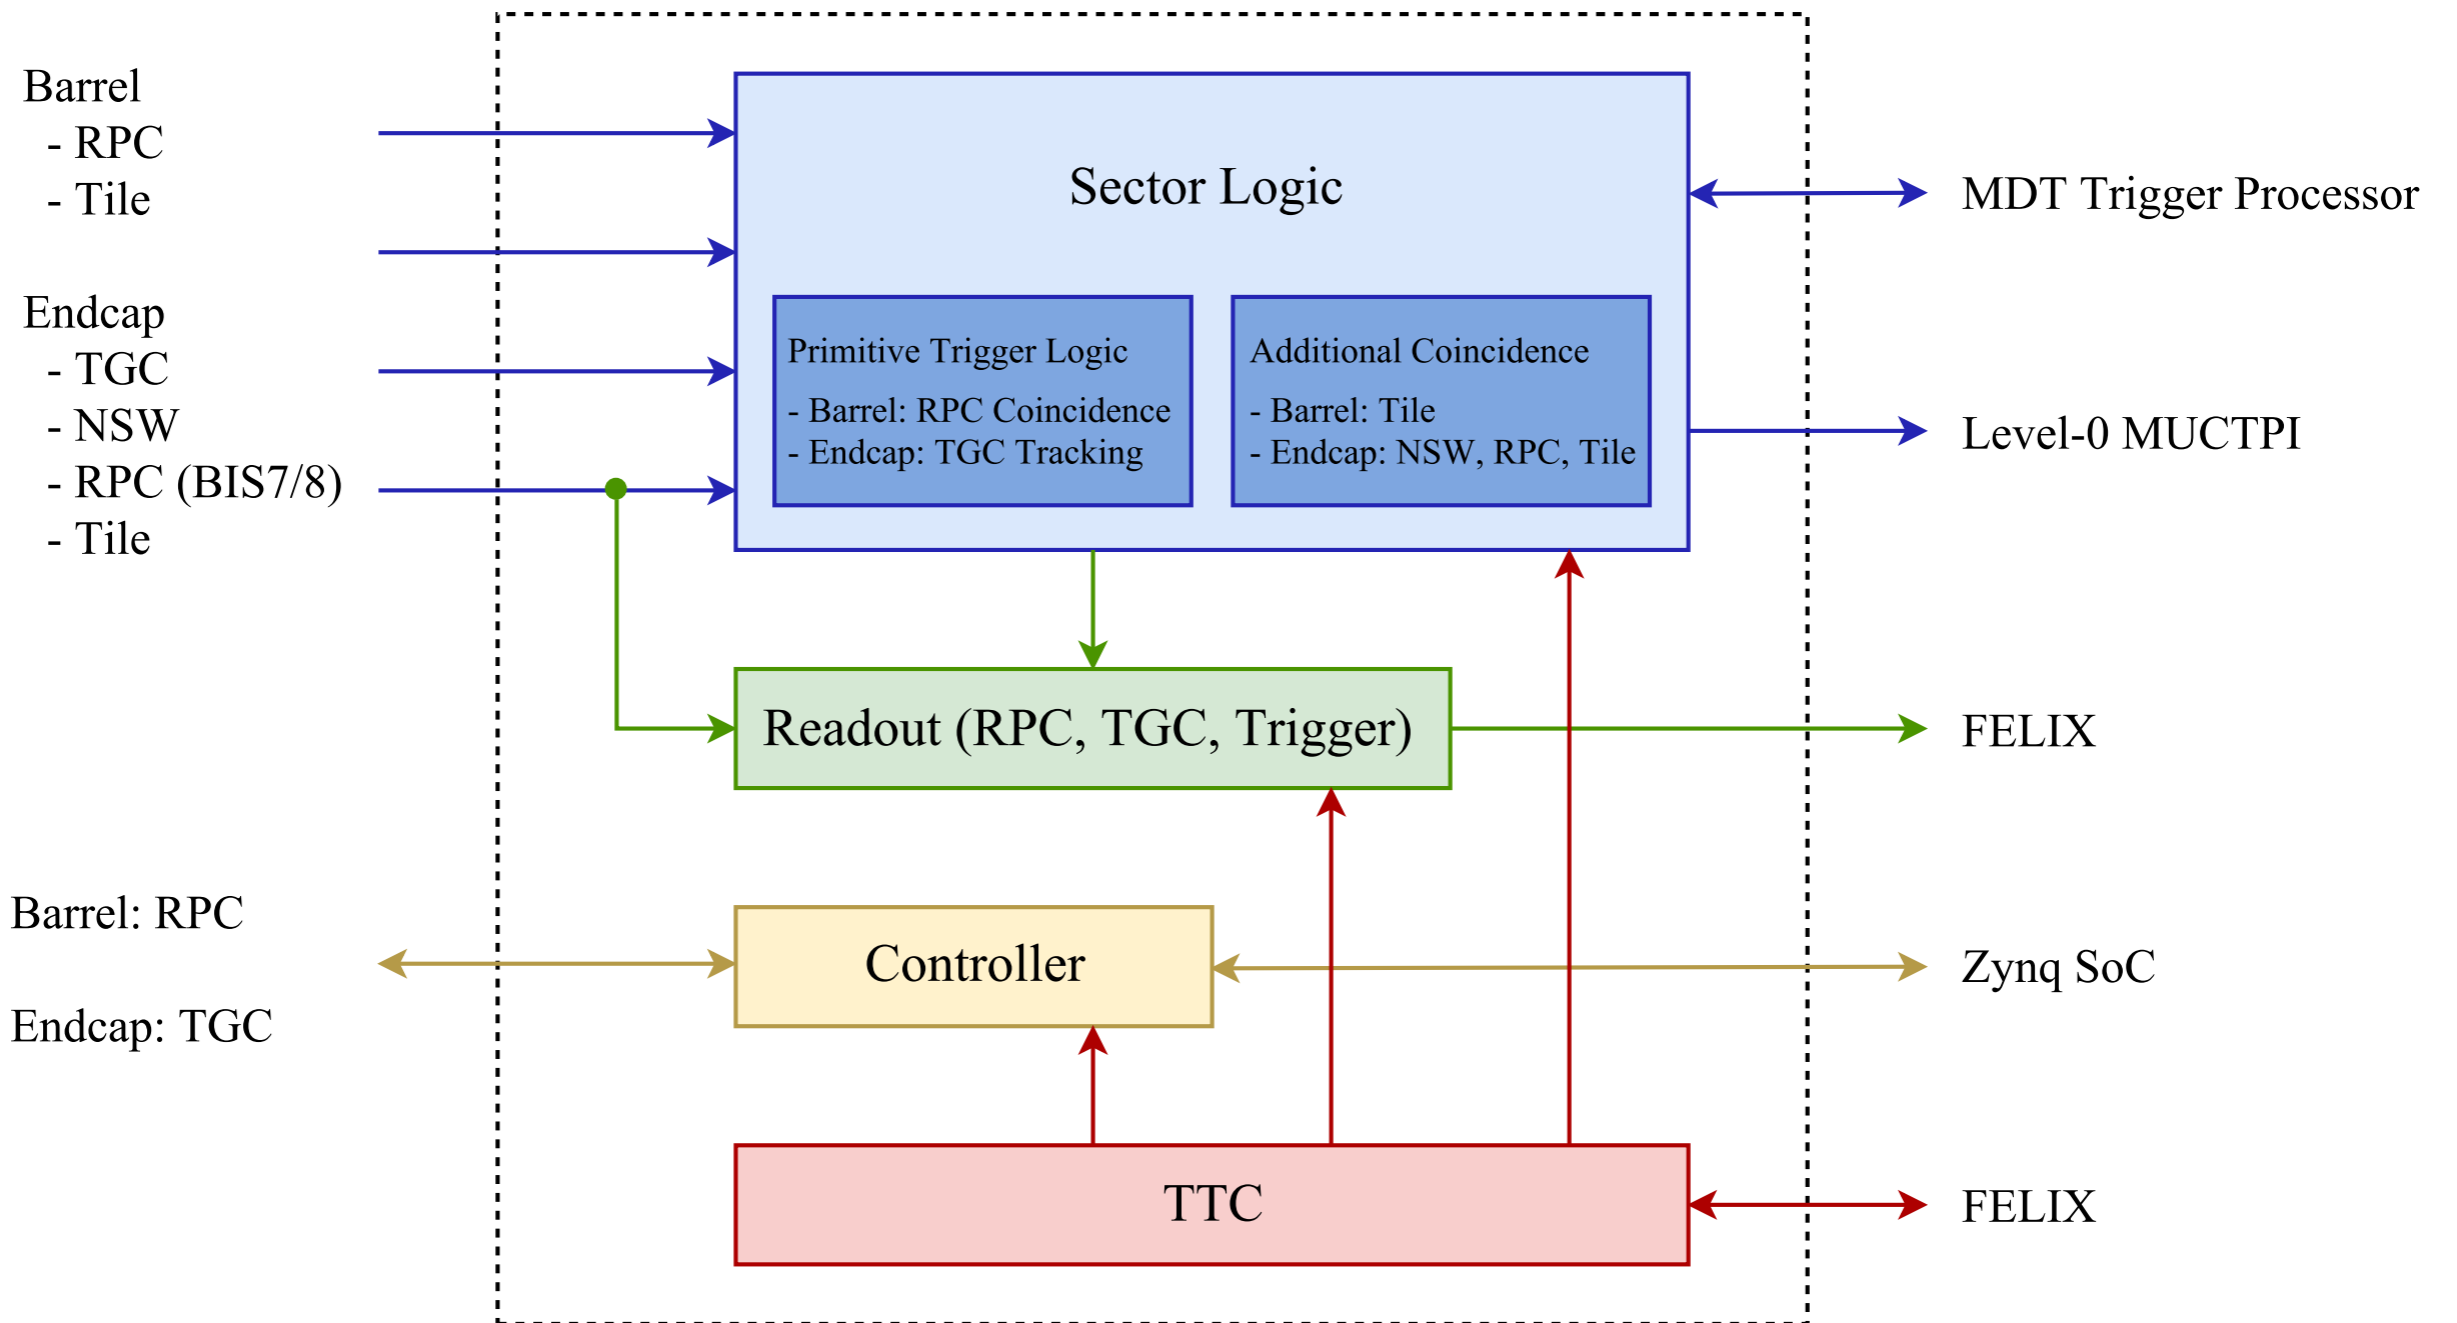 Barrel
- RPC
- Tile
Endcap
- TGC
- NSW
- RPC (BIS7/8)
- Tile
Sector Logic
Primitive Trigger Logic
- Barrel: RPC Coincidence
- Endcap: TGC Tracking
Additional Coincidence
- Barrel: Tile
- Endcap: NSW, RPC, Tile
MDT Trigger Processor
Level-0 MUCTPI
Readout (RPC, TGC, Trigger)
FELIX
Barrel: RPC
Endcap: TGC
Controller
Zynq SoC
TTC
FELIX